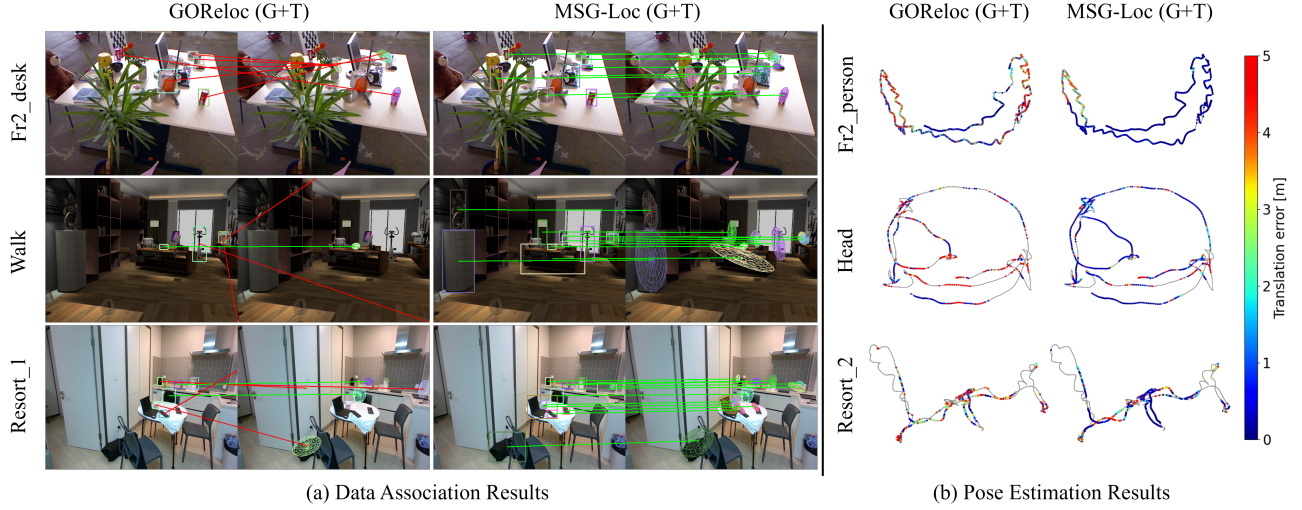 GOReloc (G+T)
MSG-Loc (G+T)
GOReloc (G+T)
MSG-Loc (G+T)
Fr2_desk
Walk
Resort_1
Fr2_person
Head
Resort_2
5
4
3
2
1
0
Translation error [m]
(a) Data Association Results
(b) Pose Estimation Results